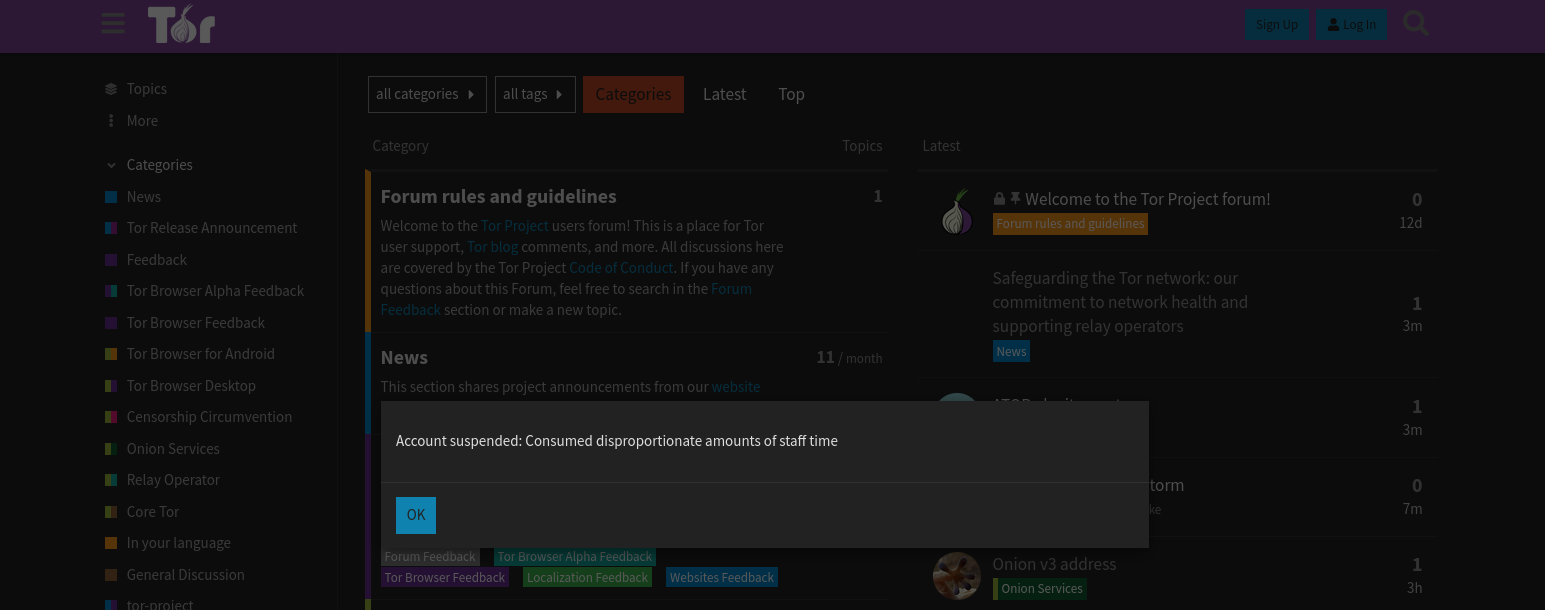 Tor
Sign Up
Log In
Topics
More
Categories
News
Tor Release Announcement
Feedback
Tor Browser Alpha Feedback
Tor Browser Feedback
Tor Browser for Android
Tor Browser Desktop
Censorship Circumvention
Onion Services
Relay Operator
Core Tor
In your language
General Discussion
tor-project
all categories
all tags
Categories
Latest
Top
Category Topics
Forum rules and guidelines 1
Welcome to the Tor Project users forum! This is a place for Tor
user support, Tor blog comments, and more. All discussions here
are covered by the Tor Project Code of Conduct. If you have any
questions about this Forum, feel free to search in the Forum
Feedback section or make a new topic.
News 11 / month
This section shares project announcements from our website
Account suspended: Consumed disproportionate amounts of staff time
OK
Forum Feedback Tor Browser Alpha Feedback
Tor Browser Feedback Localization Feedback Websites Feedback
Latest
Welcome to the Tor Project forum! 0
Forum rules and guidelines 12d
Safeguarding the Tor network: our
commitment to network health and
supporting relay operators
1
3m
News
1
3m
0
7m
Onion v3 address 1
Onion Services 3h